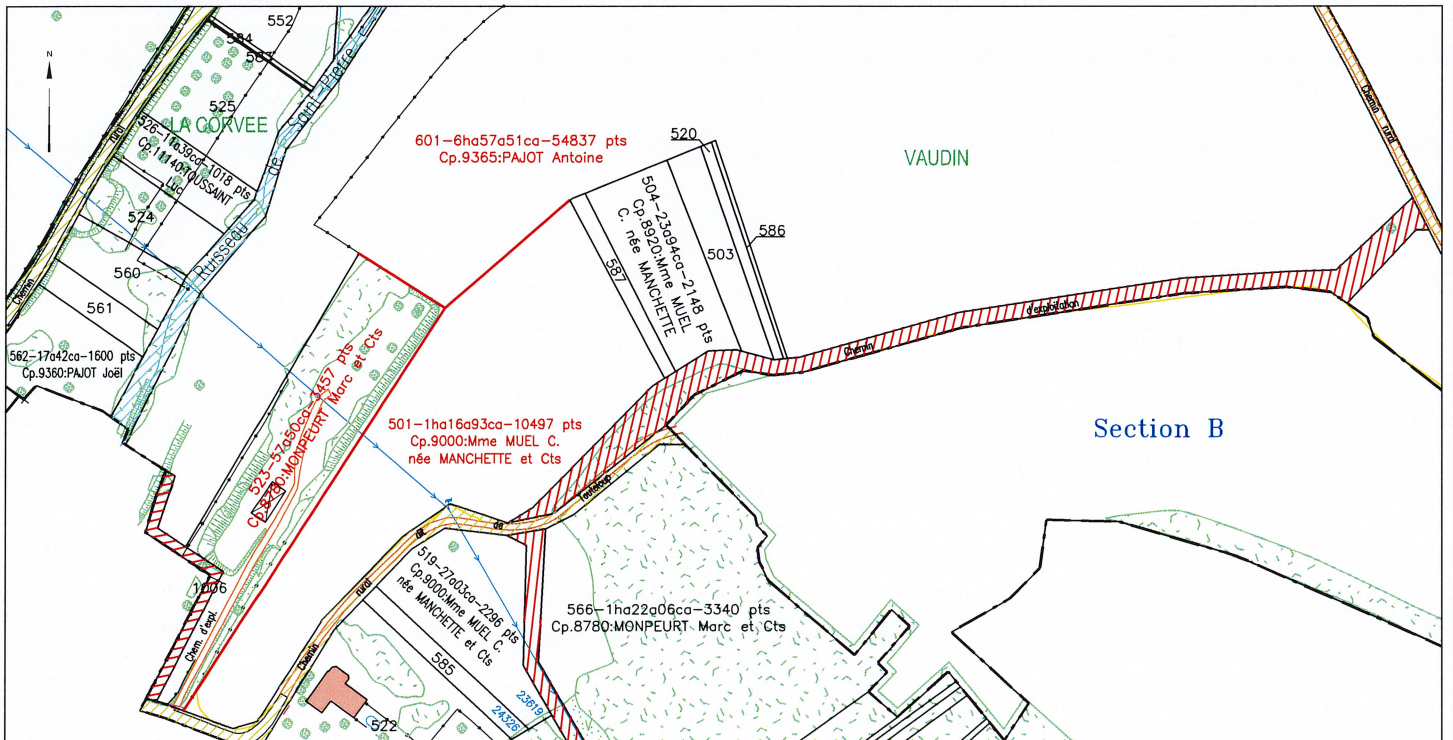 552
584
583
N
525
LA CORVEE
526-11a39ca-1018 pts
Cp.11140:TOUSSAINT
Luc
524
560
561
562-17a42ca-1600 pts
Cp.9360:PAJOT Joël
Chemin
rural
Ruisseau
de
Saint-Pierre
601-6ha57a51ca-54837 pts
Cp.9365:PAJOT Antoine
520
504-23a94ca-2148 pts
Cp.8920:Mme MUEL
C. née MANCHETTE
587
503
586
VAUDIN
Chemin
rural
Chemin
d'exploitation
Section B
523-57a50ca-3457 pts
Cp.8780:MONPEURT Marc et Cts
501-1ha16a93ca-10497 pts
Cp.9000:Mme MUEL C.
née MANCHETTE et Cts
1006
Chem. d'expl.
Chemin
rural
de
Touteloup
519-27a03ca-2296 pts
Cp.9000:Mme MUEL C.
née MANCHETTE et Cts
585
522
566-1ha22a06ca-3340 pts
Cp.8780:MONPEURT Marc et Cts
23619
24326